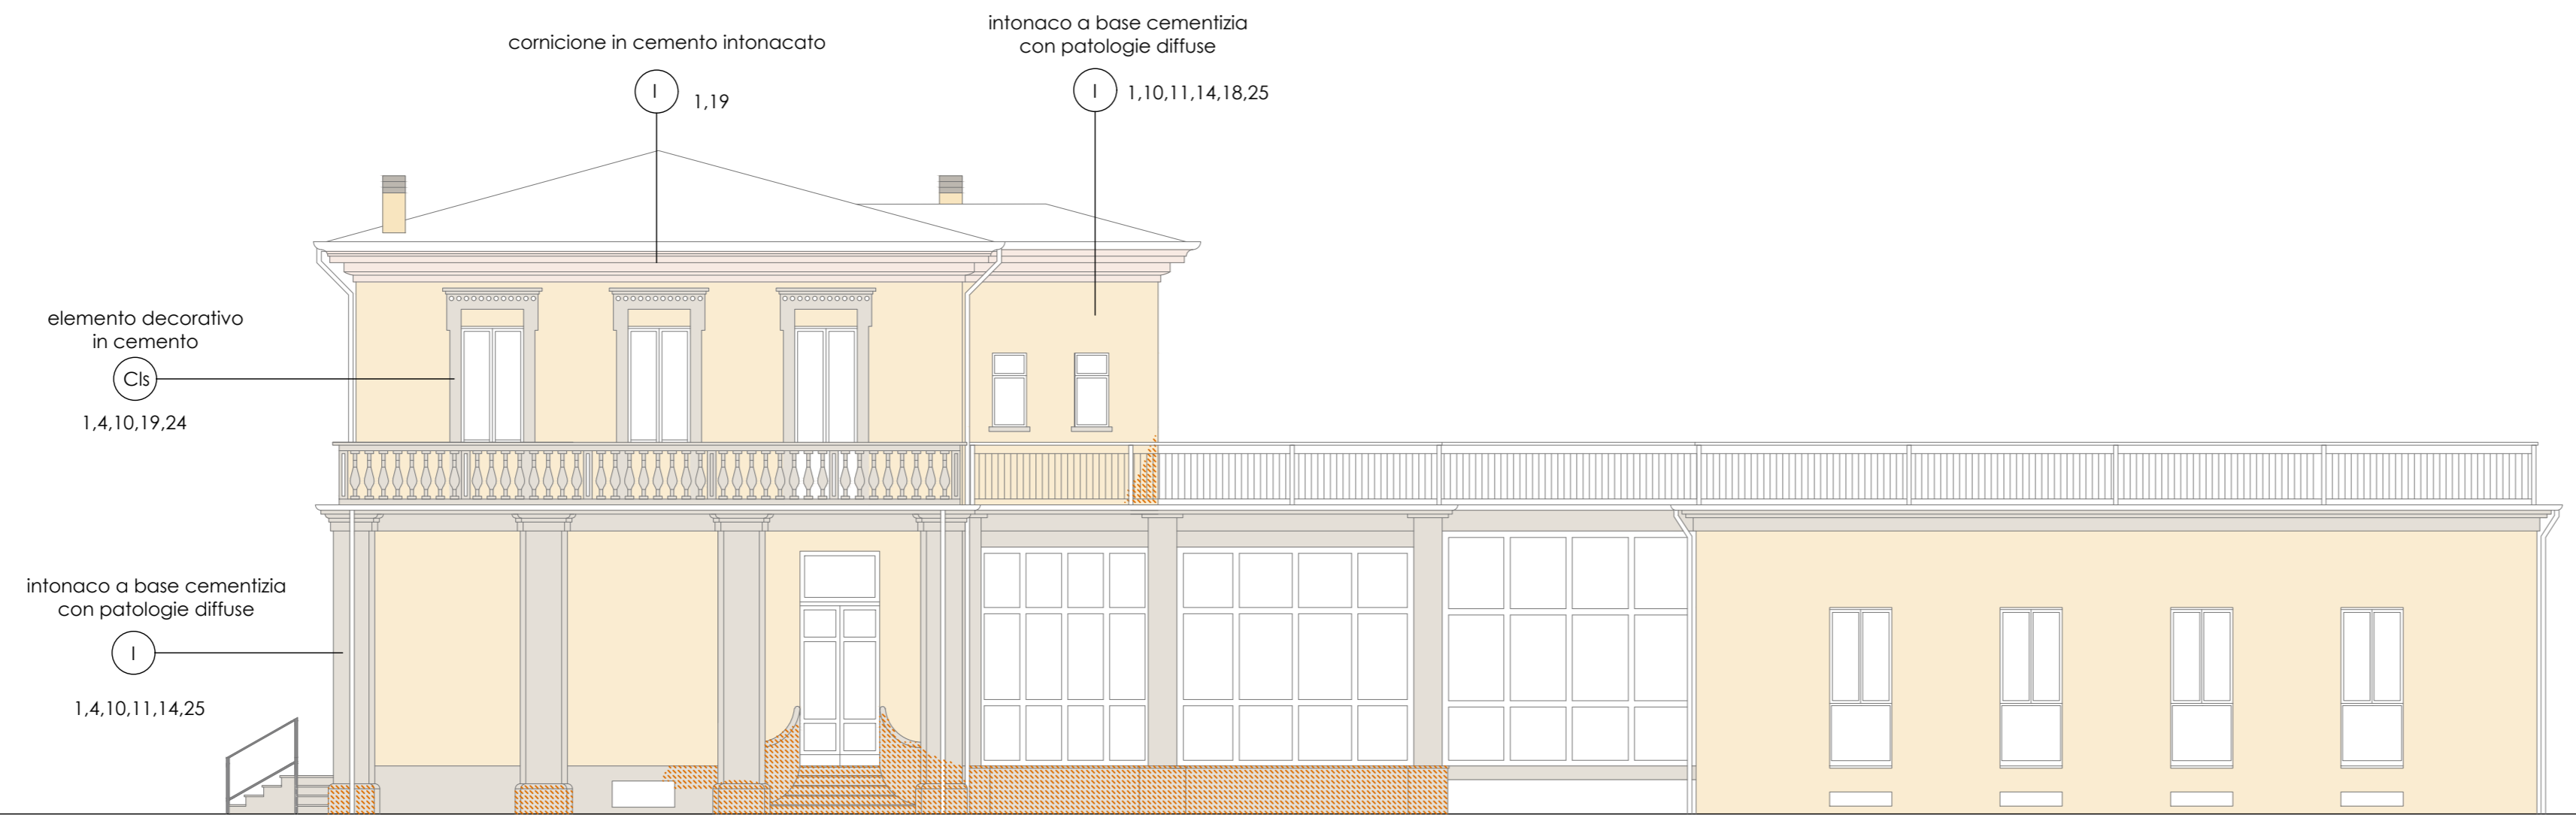 intonaco a base cementizia
con patologie diffuse
I
1,10,11,14,18,25
cornicione in cemento intonacato
I
1,19
elemento decorativo
in cemento
Cls
1,4,10,19,24
intonaco a base cementizia
con patologie diffuse
I
1,4,10,11,14,25